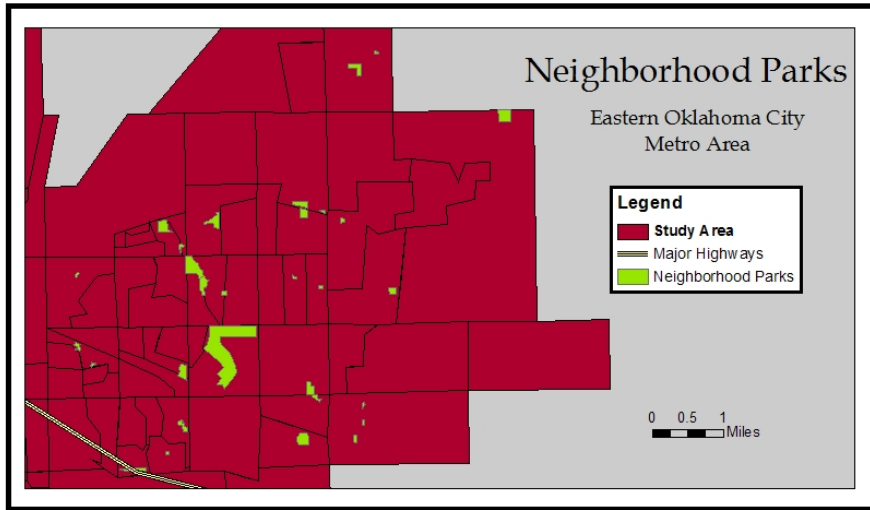 Neighborhood Parks
Eastern Oklahoma City
Metro Area
Legend
Study Area
Major Highways
Neighborhood Parks
0 0.5 1
Miles